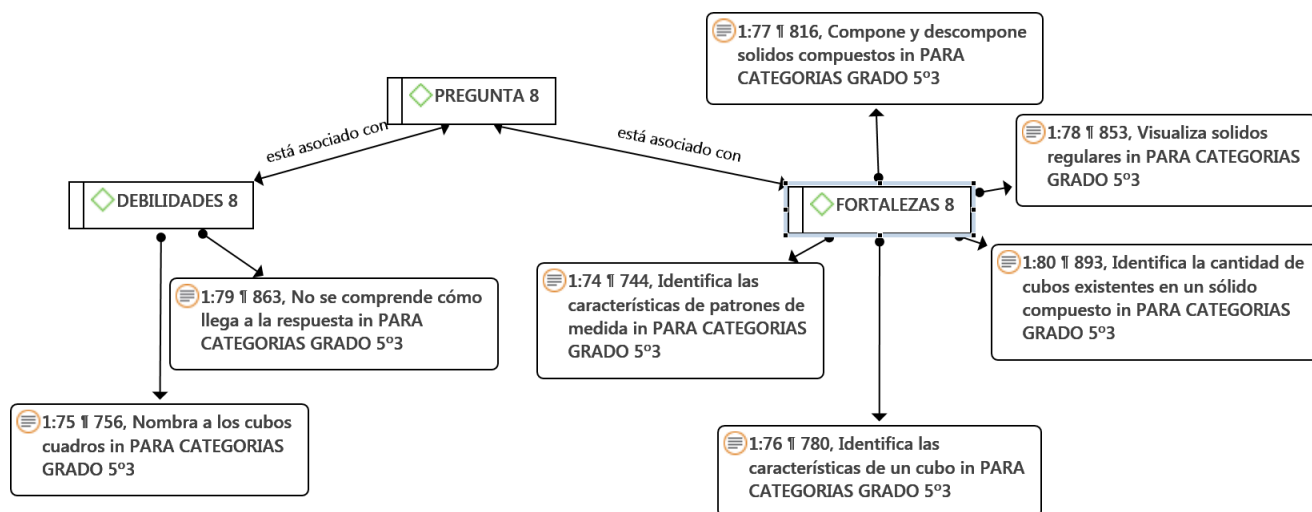 1:77 ¶ 816, Compone y descompone
solidos compuestos in PARA
CATEGORIAS GRADO 5º3
PREGUNTA 8
está asociado con
está asociado con
1:78 ¶ 853, Visualiza solidos
regulares in PARA CATEGORIAS
GRADO 5º3
DEBILIDADES 8
FORTALEZAS 8
1:79 ¶ 863, No se comprende cómo
llega a la respuesta in PARA
CATEGORIAS GRADO 5º3
1:74 ¶ 744, Identifica las
características de patrones de
medida in PARA CATEGORIAS
GRADO 5º3
1:80 ¶ 893, Identifica la cantidad de
cubos existentes en un sólido
compuesto in PARA CATEGORIAS
GRADO 5º3
1:75 ¶ 756, Nombra a los cubos
cuadros in PARA CATEGORIAS
GRADO 5º3
1:76 ¶ 780, Identifica las
características de un cubo in PARA
CATEGORIAS GRADO 5º3